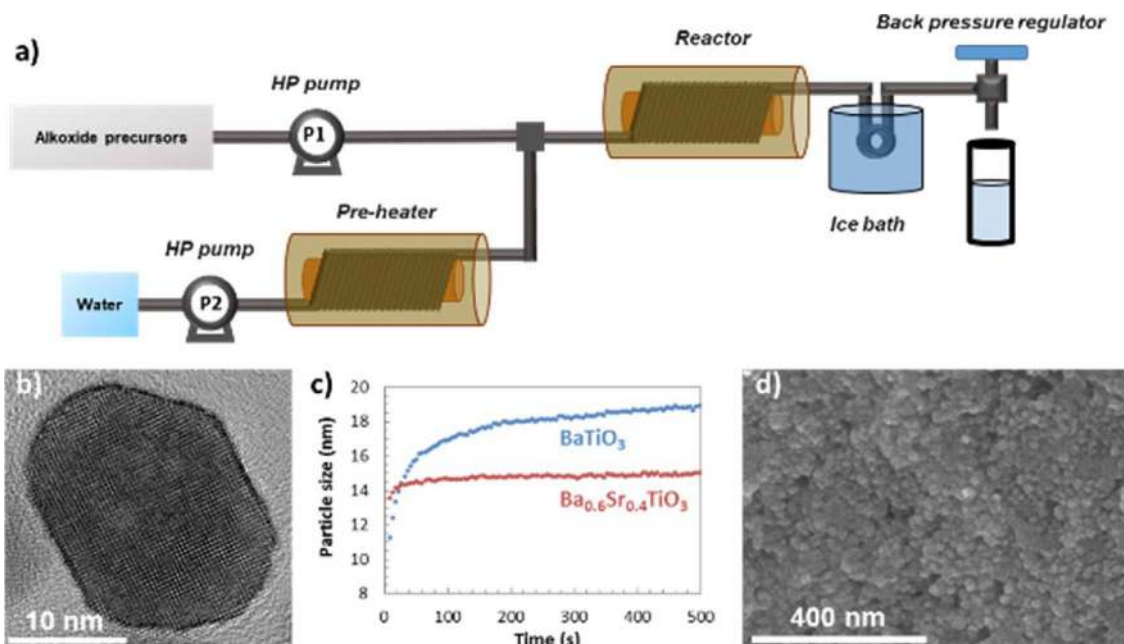 a)
Reactor
Back pressure regulator
HP pump
Alkoxide precursors
P1
Pre-heater
HP pump
Ice bath
Water
P2
b)
10 nm
c)
20
18
16
14
12
10
8
Particle size (nm)
BaTiO3
Ba0.6Sr0.4TiO3
0 100 200 300 400 500
Time (s)
d)
400 nm